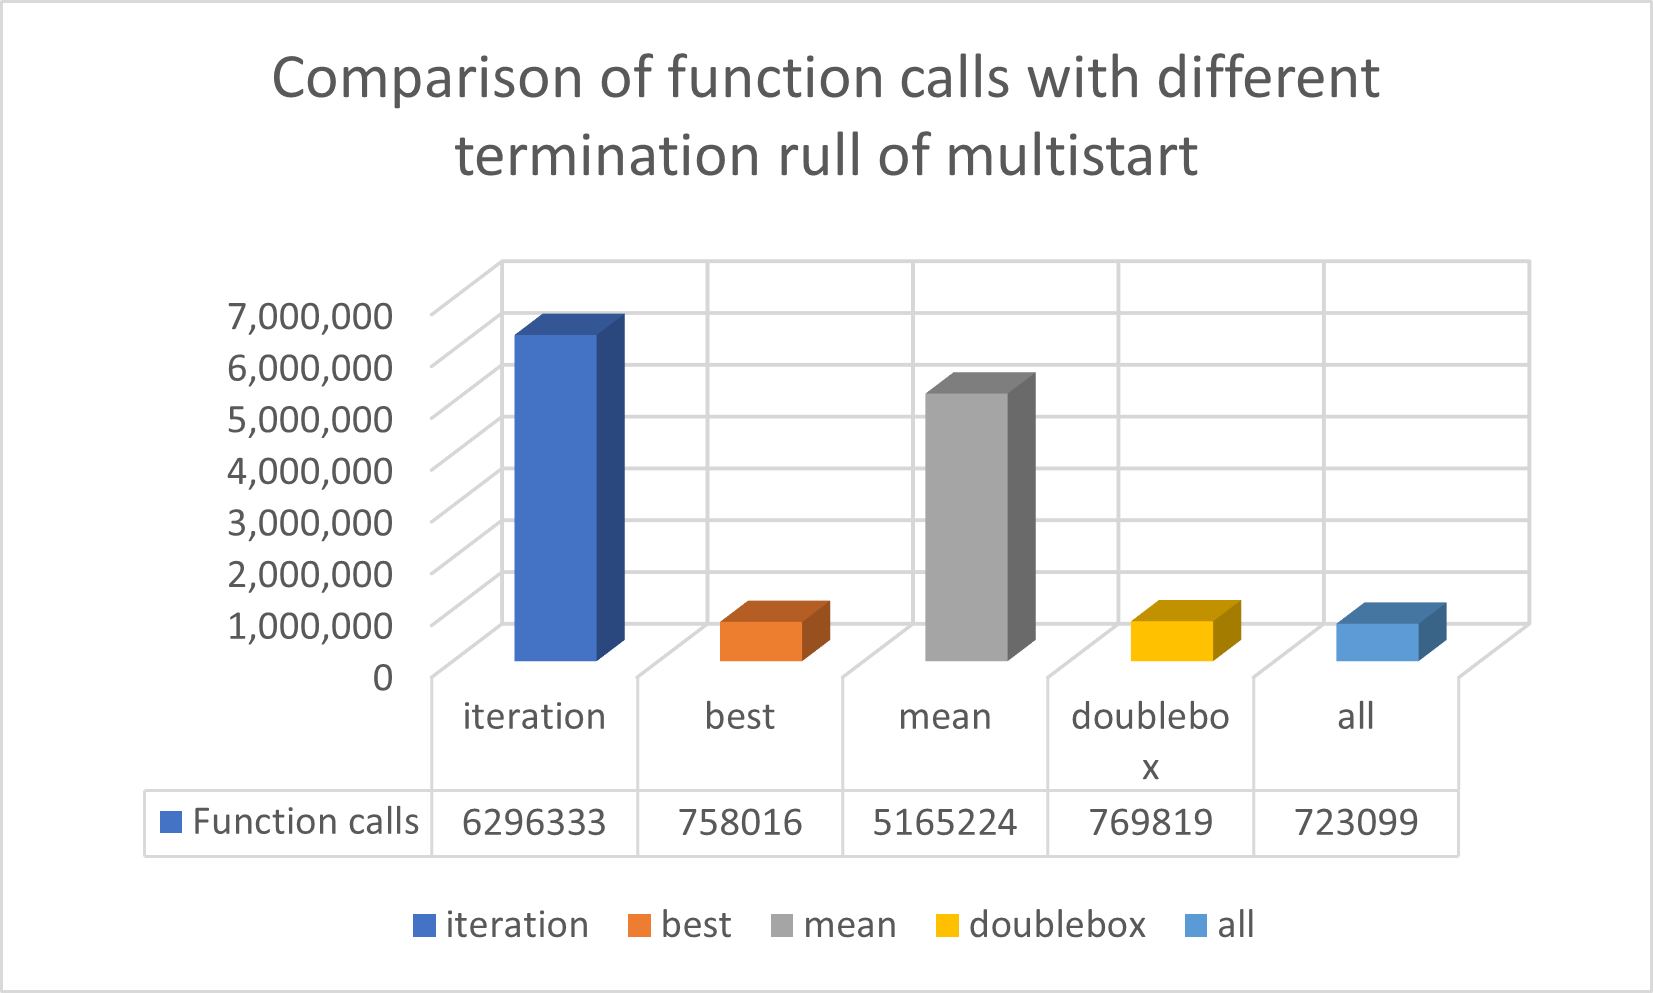 Comparison of function calls with different
termination rull of multistart
7,000,000
6,000,000
5,000,000
4,000,000
3,000,000
2,000,000
1,000,000
0
iteration best mean doublebo all
x
Function calls 6296333 758016 5165224 769819 723099
iteration best mean doublebox all